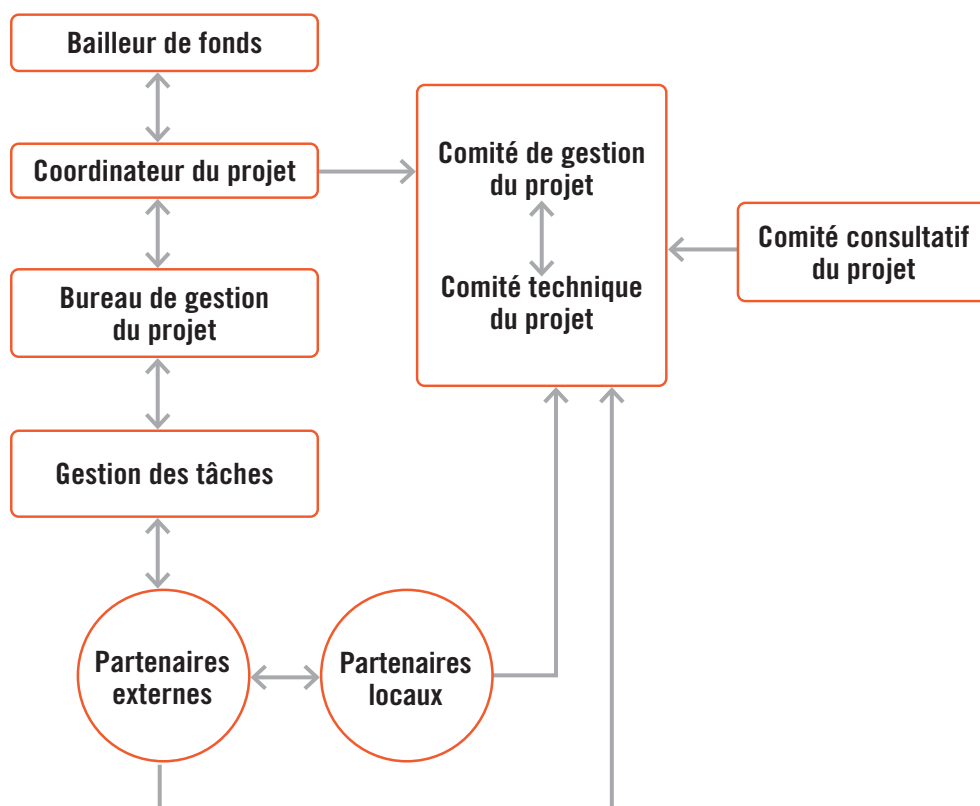 Bailleur de fonds
Coordinateur du projet
Comité de gestion
du projet
Comité technique
du projet
Comité consultatif
du projet
Bureau de gestion
du projet
Gestion des tâches
Partenaires
externes
Partenaires
locaux